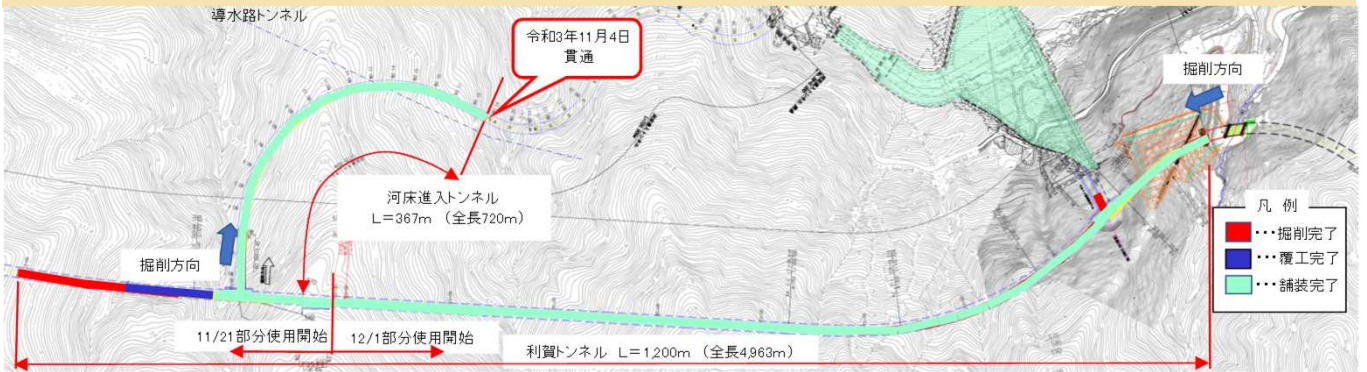 導水路トンネル
令和3年11月4日
貫通
掘削方向
河床進入トンネル
L=367m (全長720m)
掘削方向
凡 例
・・・掘削完了
・・・覆工完了
・・・舗装完了
11/21部分使用開始
12/1部分使用開始
利賀トンネル L=1,200m (全長4,963m)